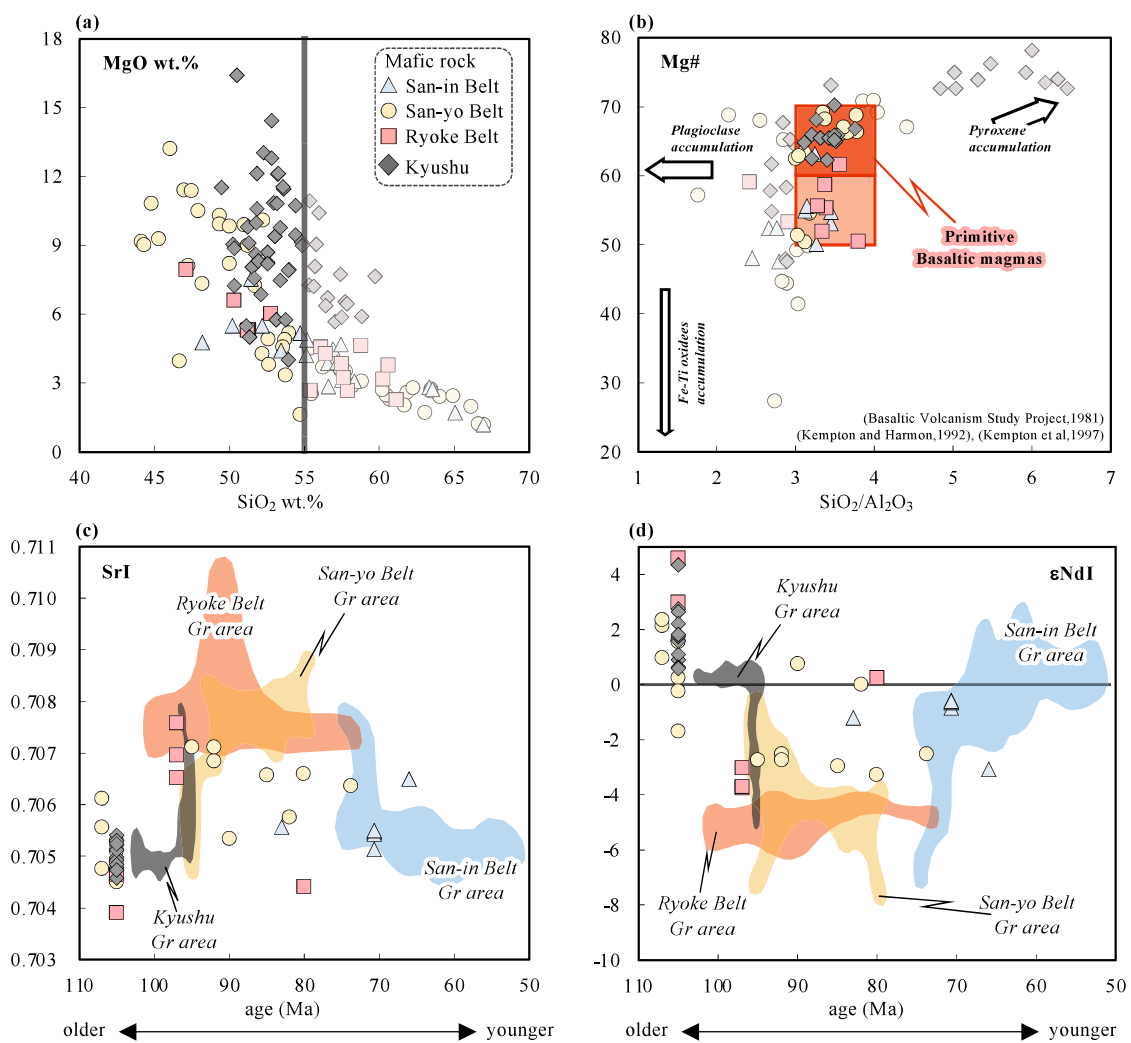 (a)
MgO wt.%
18
15
12
9
6
3
0
40
45
50
55
60
65
70
SiO₂ wt.%
Mafic rock
San-in Belt
San-yo Belt
Ryoke Belt
Kyushu
(b)
Mg#
80
70
60
50
40
30
20
1
2
3
4
5
6
7
SiO₂/Al₂O₃
Plagioclase
accumulation
Pyroxene
accumulation
Primitive
Basaltic magmas
Fe-Ti oxidees
accumulation
(Basaltic Volcanism Study Project,1981)
(Kempton and Harmon,1992), (Kempton et al,1997)
(c)
SrI
0.711
0.710
0.709
0.708
0.707
0.706
0.705
0.704
0.703
110
100
90
80
70
60
50
age (Ma)
older
younger
San-yo Belt
Gr area
Ryoke Belt
Gr area
San-in Belt
Gr area
Kyushu
Gr area
(d)
εNdI
4
2
0
-2
-4
-6
-8
-10
110
100
90
80
70
60
50
age (Ma)
older
younger
Kyushu
Gr area
San-in Belt
Gr area
Ryoke Belt
Gr area
San-yo Belt
Gr area